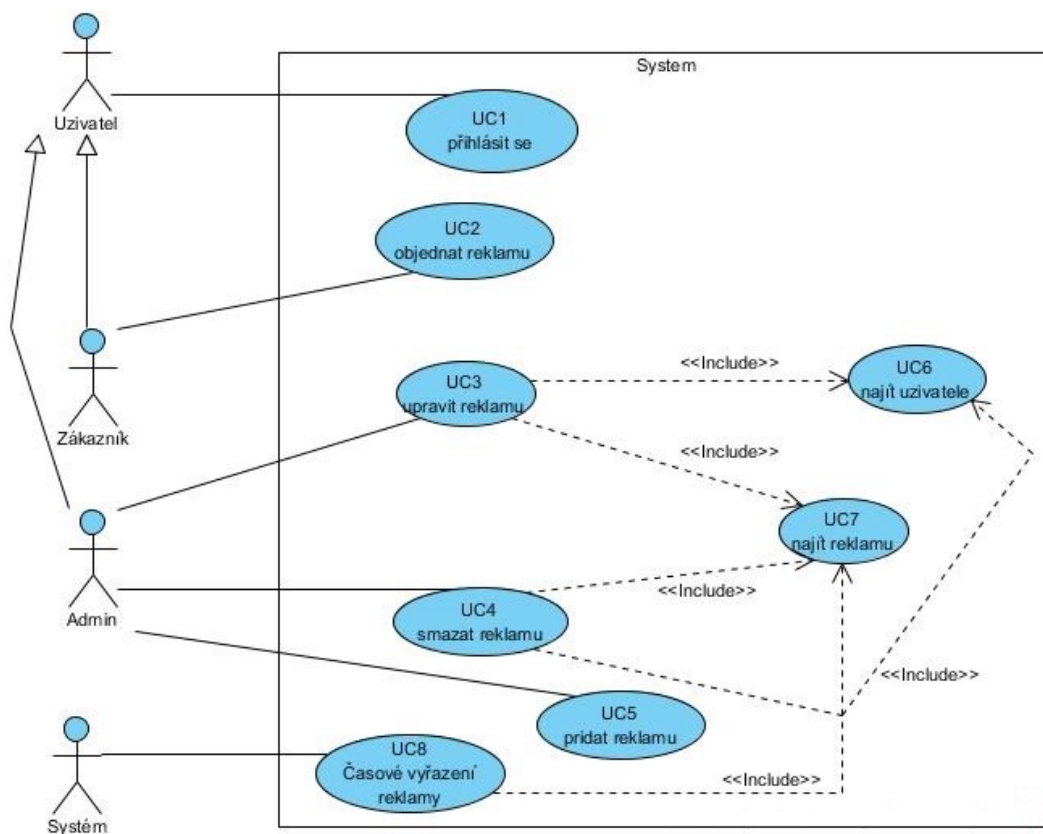 System
Uzivatel
UC1
přihlásit se
UC2
objednat reklamu
Zákazník
UC3
upravit reklamu
<<Include>>
UC6
najít uzivatele
<<Include>>
UC7
najít reklamu
Admin
UC4
smazat reklamu
<<Include>>
<<Include>>
UC5
pridat reklamu
Systém
UC8
Časové vyřazení
reklamy
<<Include>>